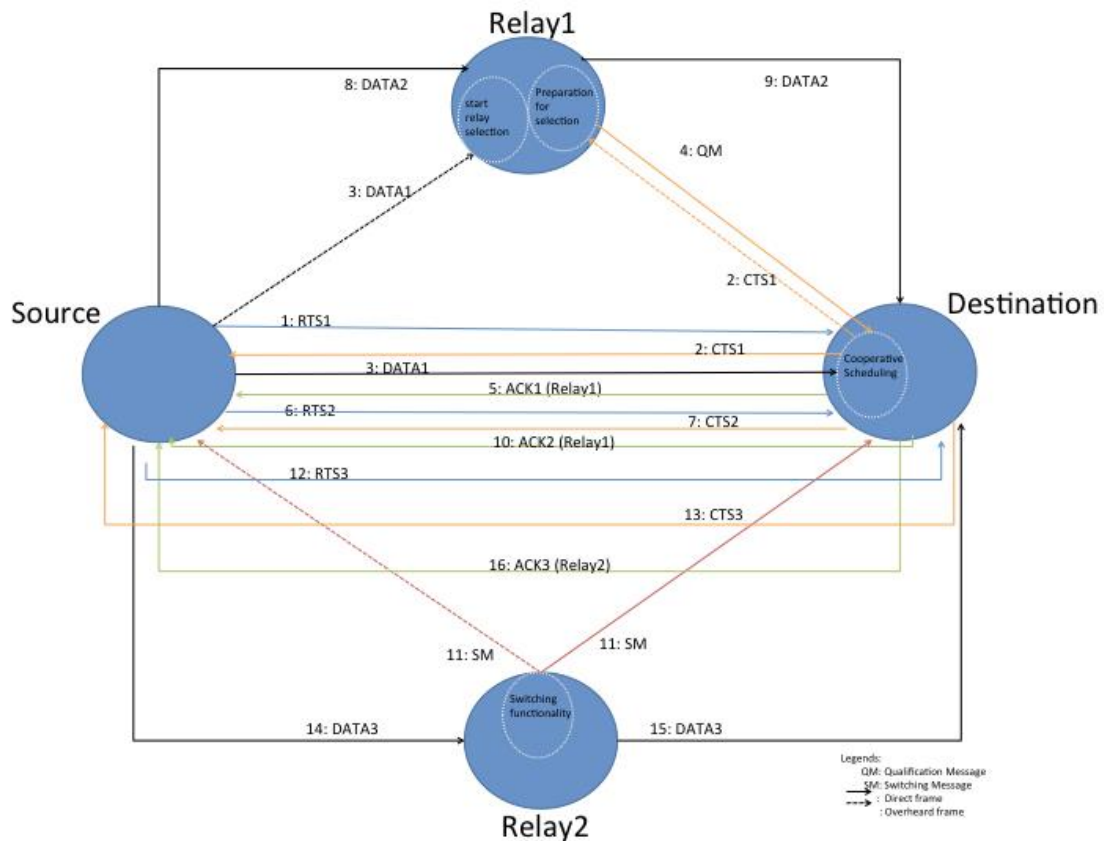 Relay1
8: DATA2
9: DATA2
start
relay
selection
Preparation
for
selection
4: QM
3: DATA1
2: CTS1
Source
Destination
1: RTS1
2: CTS1
Cooperative
Scheduling
3: DATA1
5: ACK1 (Relay1)
6: RTS2
7: CTS2
10: ACK2 (Relay1)
12: RTS3
13: CTS3
16: ACK3 (Relay2)
11: SM
11: SM
Switching
functionality
14: DATA3
15: DATA3
Legends:
QM: Qualification Message
SM: Switching Message
: Direct frame
: Overheard frame
Relay2